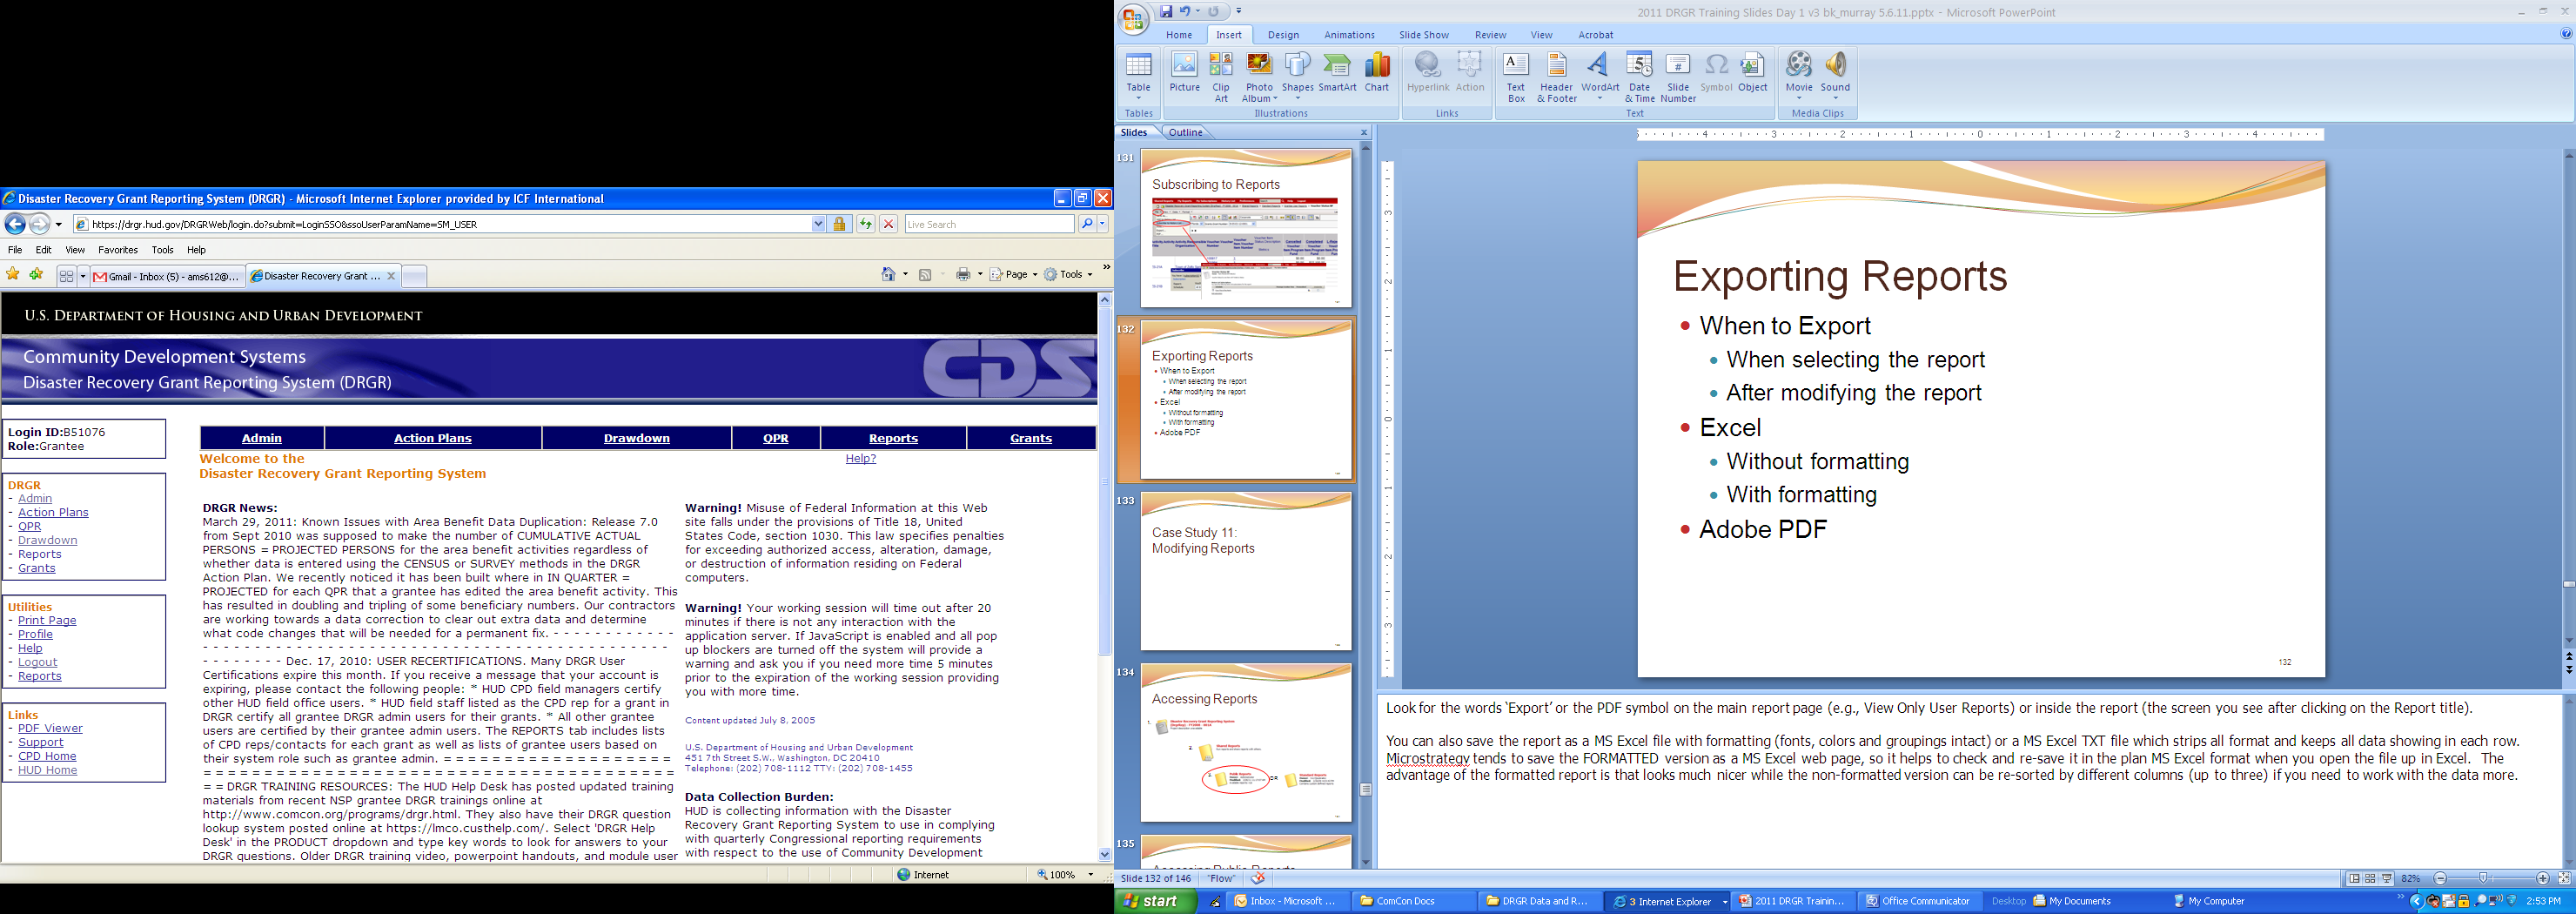 Disaster Recovery Grant Reporting System (DRGR) - Microsoft Internet Explorer provided by ICF International
https://drgr.hud.gov/DRGRWeb/login.do?submit=LoginSSO&ssoUserParamName=SM_USER
Live Search
File Edit View Favorites Tools Help
Gmail - Inbox (5) - ams612@...
Disaster Recovery Grant ...
Page
Tools
U.S. DEPARTMENT OF HOUSING AND URBAN DEVELOPMENT
Community Development Systems
Disaster Recovery Grant Reporting System (DRGR)
CDS
Login ID:B51076
Role:Grantee
DRGR
- Admin
- Action Plans
- QPR
- Drawdown
- Reports
- Grants
Utilities
- Print Page
- Profile
- Help
- Logout
- Reports
Links
- PDF Viewer
- Support
- CPD Home
- HUD Home
Admin Action Plans Drawdown QPR Reports Grants
Welcome to the
Disaster Recovery Grant Reporting System
Help?
DRGR News:
March 29, 2011: Known Issues with Area Benefit Data Duplication: Release 7.0
from Sept 2010 was supposed to make the number of CUMULATIVE ACTUAL
PERSONS = PROJECTED PERSONS for the area benefit activities regardless of
whether data is entered using the CENSUS or SURVEY methods in the DRGR
Action Plan. We recently noticed it has been built where in IN QUARTER =
PROJECTED for each QPR that a grantee has edited the area benefit activity. This
has resulted in doubling and tripling of some beneficiary numbers. Our contractors
are working towards a data correction to clear out extra data and determine
what code changes that will be needed for a permanent fix. - - - - - - - - - - - - -
- - - - - - - - - - - - - - - - - - - - - - - - - - - - - - - - - - - - - - - - - - - - - - - - - -
- - - - - - - - Dec. 17, 2010: USER RECERTIFICATIONS. Many DRGR User
Certifications expire this month. If you receive a message that your account is
expiring, please contact the following people: * HUD CPD field managers certify
other HUD field office users. * HUD field staff listed as the CPD rep for a grant in
DRGR certify all grantee DRGR admin users for their grants. * All other grantee
users are certified by their grantee admin users. The REPORTS tab includes lists
of CPD reps/contacts for each grant as well as lists of grantee users based on
their system role such as grantee admin. = = = = = = = = = = = = = = = = = = =
= = = = = = = = = = = = = = = = = = = = = = = = = = = = = = = = = = = = = = =
= = DRGR TRAINING RESOURCES: The HUD Help Desk has posted updated training
materials from recent NSP grantee DRGR trainings online at
http://www.comcon.org/programs/drgr.html. They also have their DRGR question
lookup system posted online at https://lmco.custhelp.com/. Select 'DRGR Help
Desk' in the PRODUCT dropdown and type key words to look for answers to your
DRGR questions. Older DRGR training video, powerpoint handouts, and module user
Warning! Misuse of Federal Information at this Web
site falls under the provisions of Title 18, United
States Code, section 1030. This law specifies penalties
for exceeding authorized access, alteration, damage,
or destruction of information residing on Federal
computers.
Warning! Your working session will time out after 20
minutes if there is not any interaction with the
application server. If JavaScript is enabled and all pop
up blockers are turned off the system will provide a
warning and ask you if you need more time 5 minutes
prior to the expiration of the working session providing
you with more time.
Content updated July 8, 2005
U.S. Department of Housing and Urban Development
451 7th Street S.W., Washington, DC 20410
Telephone: (202) 708-1112 TTY: (202) 708-1455
Data Collection Burden:
HUD is collecting information with the Disaster
Recovery Grant Reporting System to use in complying
with quarterly Congressional reporting requirements
with respect to the use of Community Development
Internet
100%
2011 DRGR Training Slides Day 1 v3 bk_murray 5.6.11.pptx - Microsoft PowerPoint
Home Insert Design Animations Slide Show Review View Acrobat
Table Picture Clip Art Photo Album Shapes SmartArt Chart Hyperlink Action Text Box Header & Footer WordArt Date & Time Slide Number Symbol Object Movie Sound
Tables Illustrations Links Text Media Clips
Slides Outline
131
Subscribing to Reports
132
Exporting Reports
• When to Export
• When selecting the report
• After modifying the report
• Excel
• Without formatting
• With formatting
• Adobe PDF
133
Case Study 11:
Modifying Reports
134
Accessing Reports
135
Accessing Public Reports
Exporting Reports
• When to Export
• When selecting the report
• After modifying the report
• Excel
• Without formatting
• With formatting
• Adobe PDF
132
Look for the words ‘Export’ or the PDF symbol on the main report page (e.g., View Only User Reports) or inside the report (the screen you see after clicking on the Report title).
You can also save the report as a MS Excel file with formatting (fonts, colors and groupings intact) or a MS Excel TXT file which strips all format and keeps all data showing in each row.
Microstrategy tends to save the FORMATTED version as a MS Excel web page, so it helps to check and re-save it in the plan MS Excel format when you open the file up in Excel. The
advantage of the formatted report is that looks much nicer while the non-formatted version can be re-sorted by different columns (up to three) if you need to work with the data more.
Slide 132 of 146 "Flow"
82%
start
Inbox - Microsoft ...
ComCon Docs
DRGR Data and R...
3 Internet Explorer
2011 DRGR Trainin...
Office Communicator
Desktop
My Documents
My Computer
2:53 PM